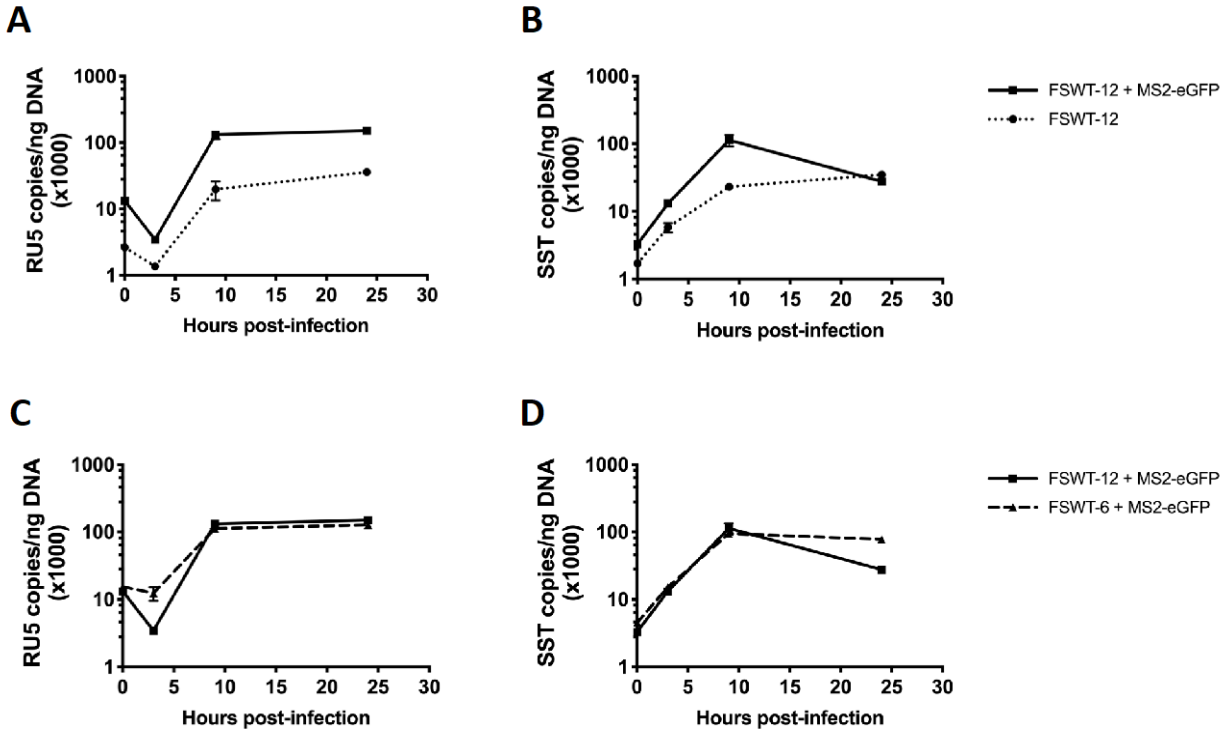 A
RU5 copies/ng DNA
(x1000)
1000
100
10
1
0 5 10 15 20 25 30
Hours post-infection
B
SST copies/ng DNA
(x1000)
1000
100
10
1
0 5 10 15 20 25 30
Hours post-infection
FSWT-12 + MS2-eGFP
FSWT-12
C
RU5 copies/ng DNA
(x1000)
1000
100
10
1
0 5 10 15 20 25 30
Hours post-infection
D
SST copies/ng DNA
(x1000)
1000
100
10
1
0 5 10 15 20 25 30
Hours post-infection
FSWT-12 + MS2-eGFP
FSWT-6 + MS2-eGFP